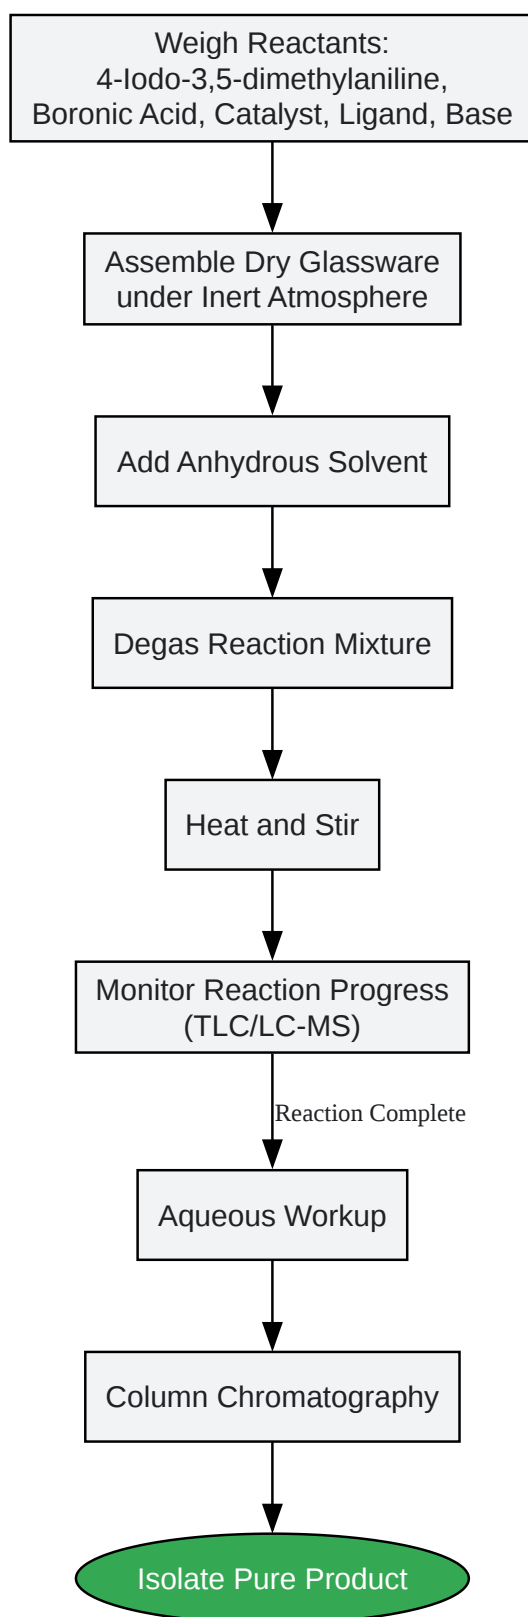 Weigh Reactants:
4-Iodo-3,5-dimethylaniline,
Boronic Acid, Catalyst, Ligand, Base
Assemble Dry Glassware
under Inert Atmosphere
Add Anhydrous Solvent
Degas Reaction Mixture
Heat and Stir
Monitor Reaction Progress
(TLC/LC-MS)
Reaction Complete
Aqueous Workup
Column Chromatography
Isolate Pure Product